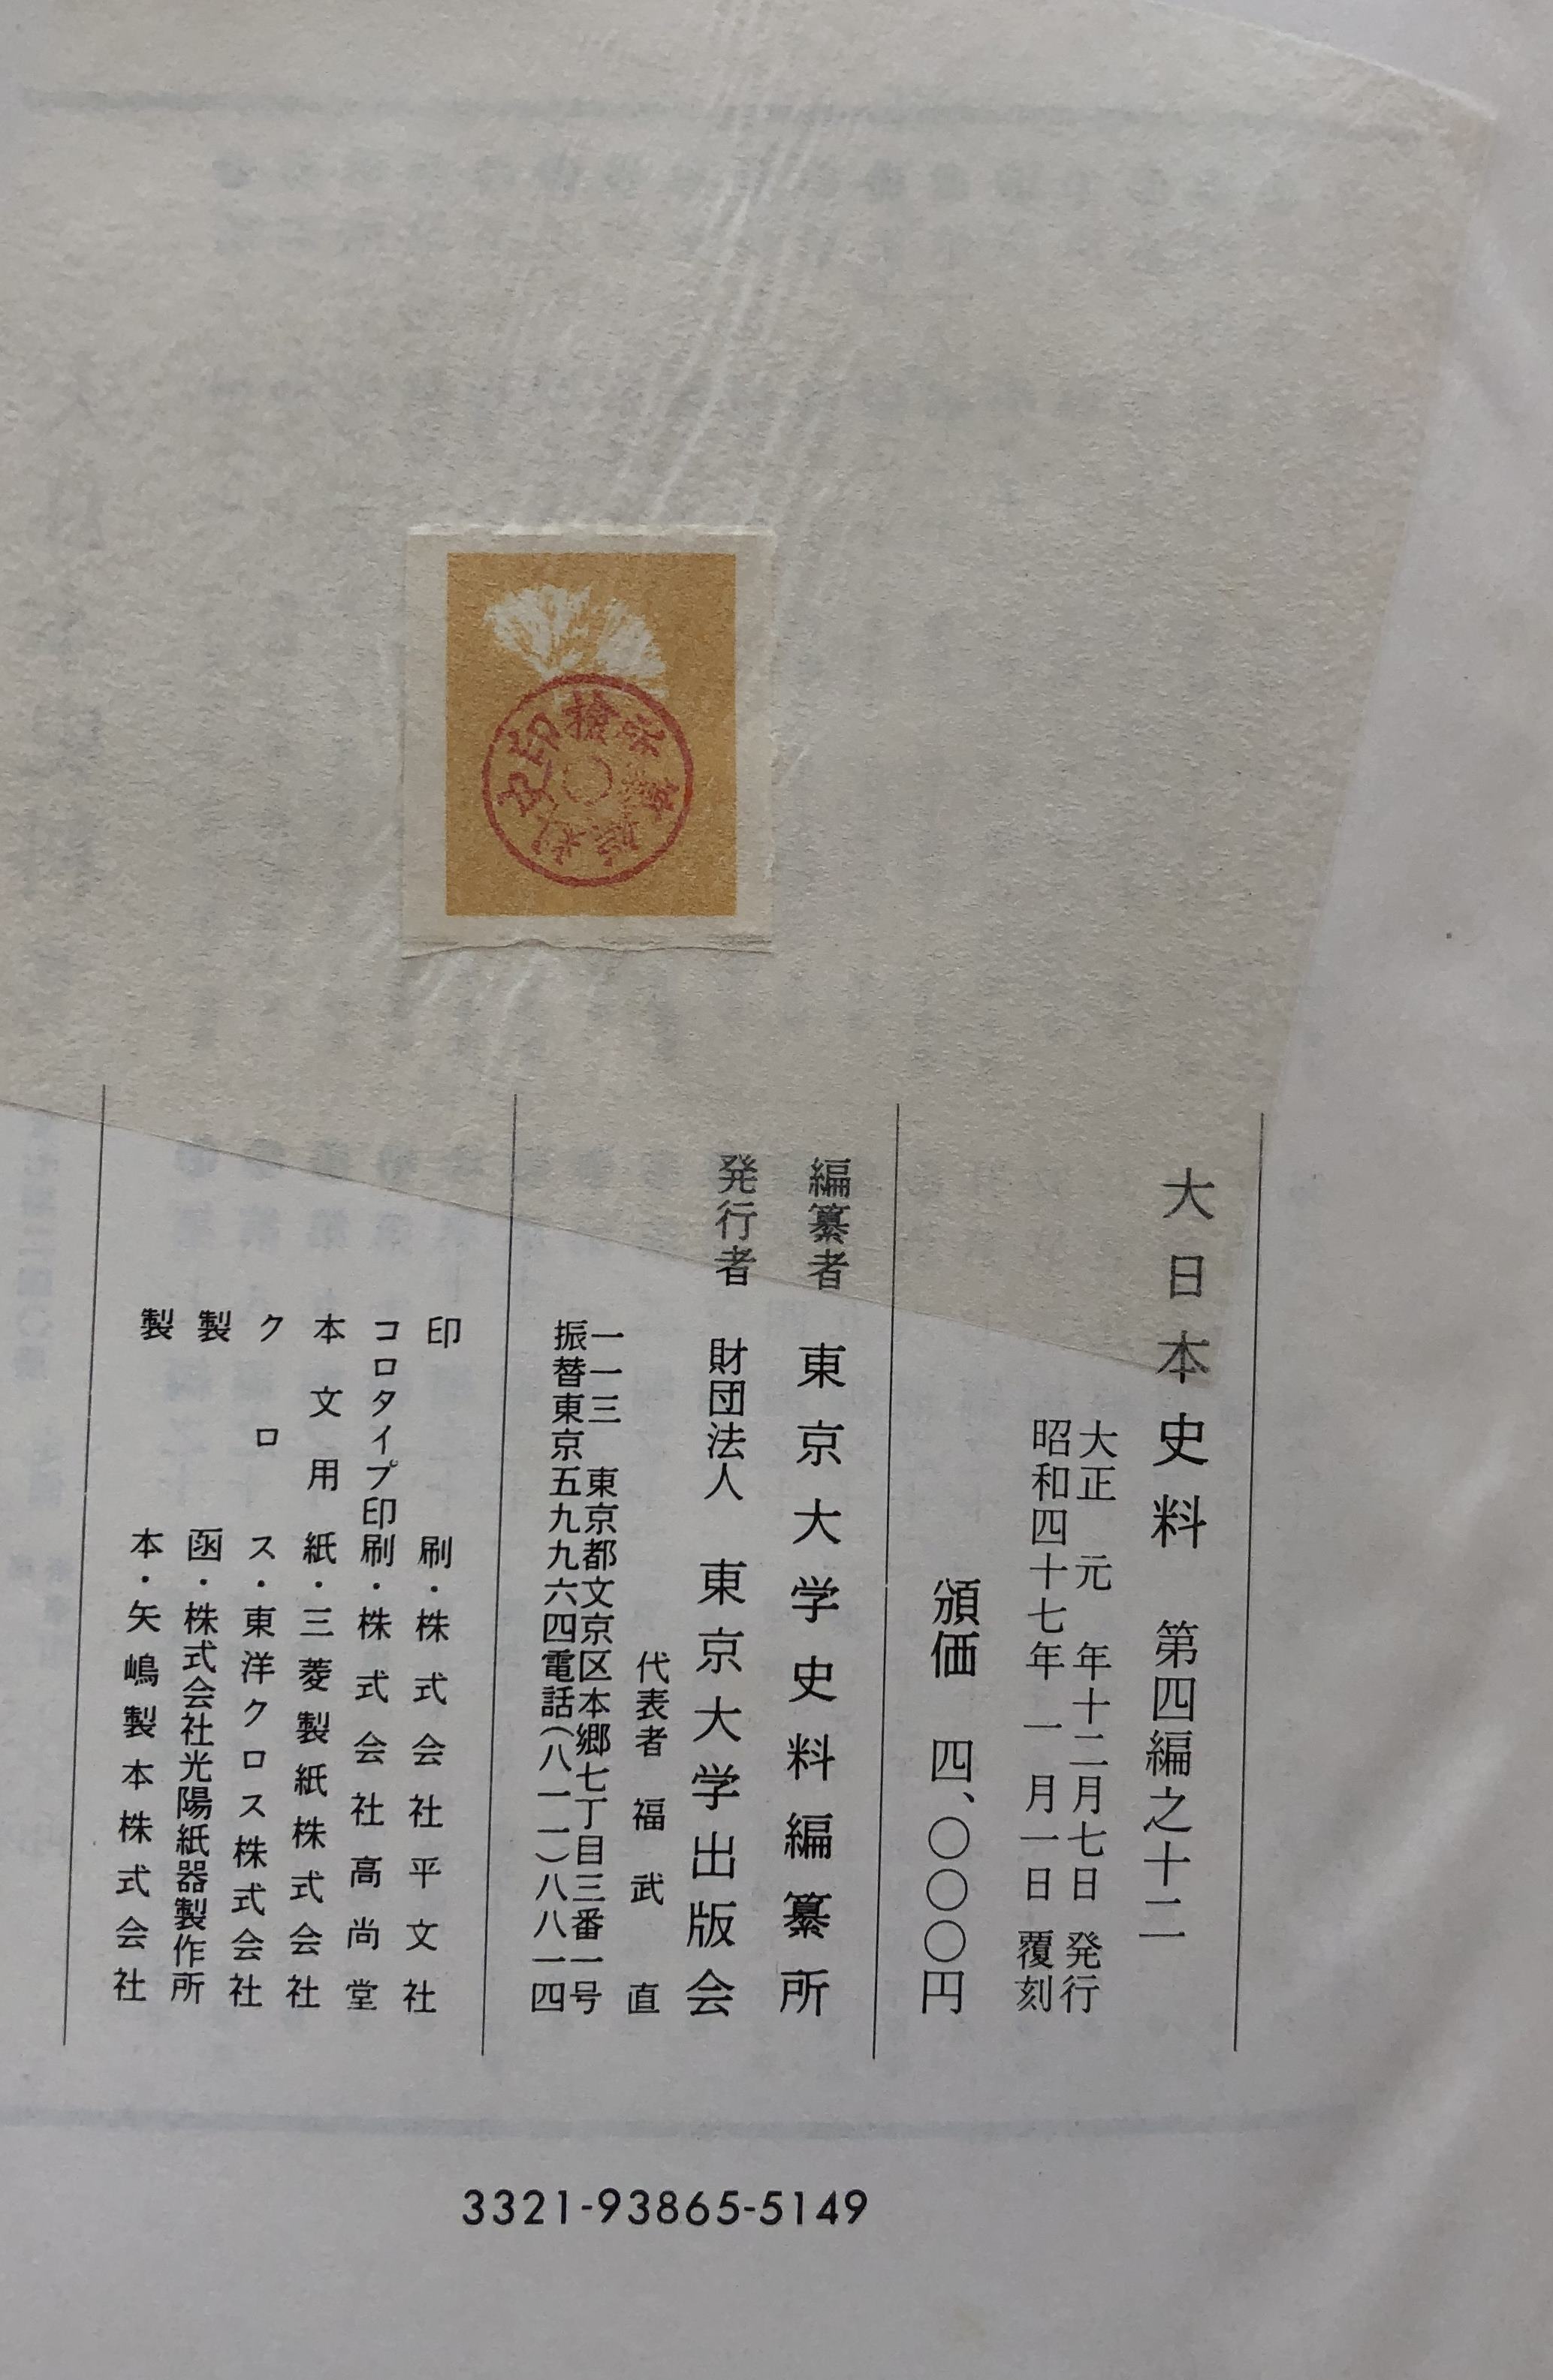 大日本史料 第四編之十二
大正 元 年十二月七日 発行
昭和四十七年 一 月一日 覆刻
頒価 四、〇〇〇円
編纂者 東京大学史料編纂所
発行者 財団法人 東京大学出版会
代表者 福武 直
一一三 東京都文京区本郷七丁目三番一号
振替東京五九九六四電話(八一一)八八一四
印刷・株式会社平文社
コロタイプ印刷・株式会社高尚堂
本文用紙・三菱製紙株式会社
クロス・東洋クロス株式会社
製函・株式会社光陽紙器製作所
製本・矢嶋製本株式会社
3321-93865-5149